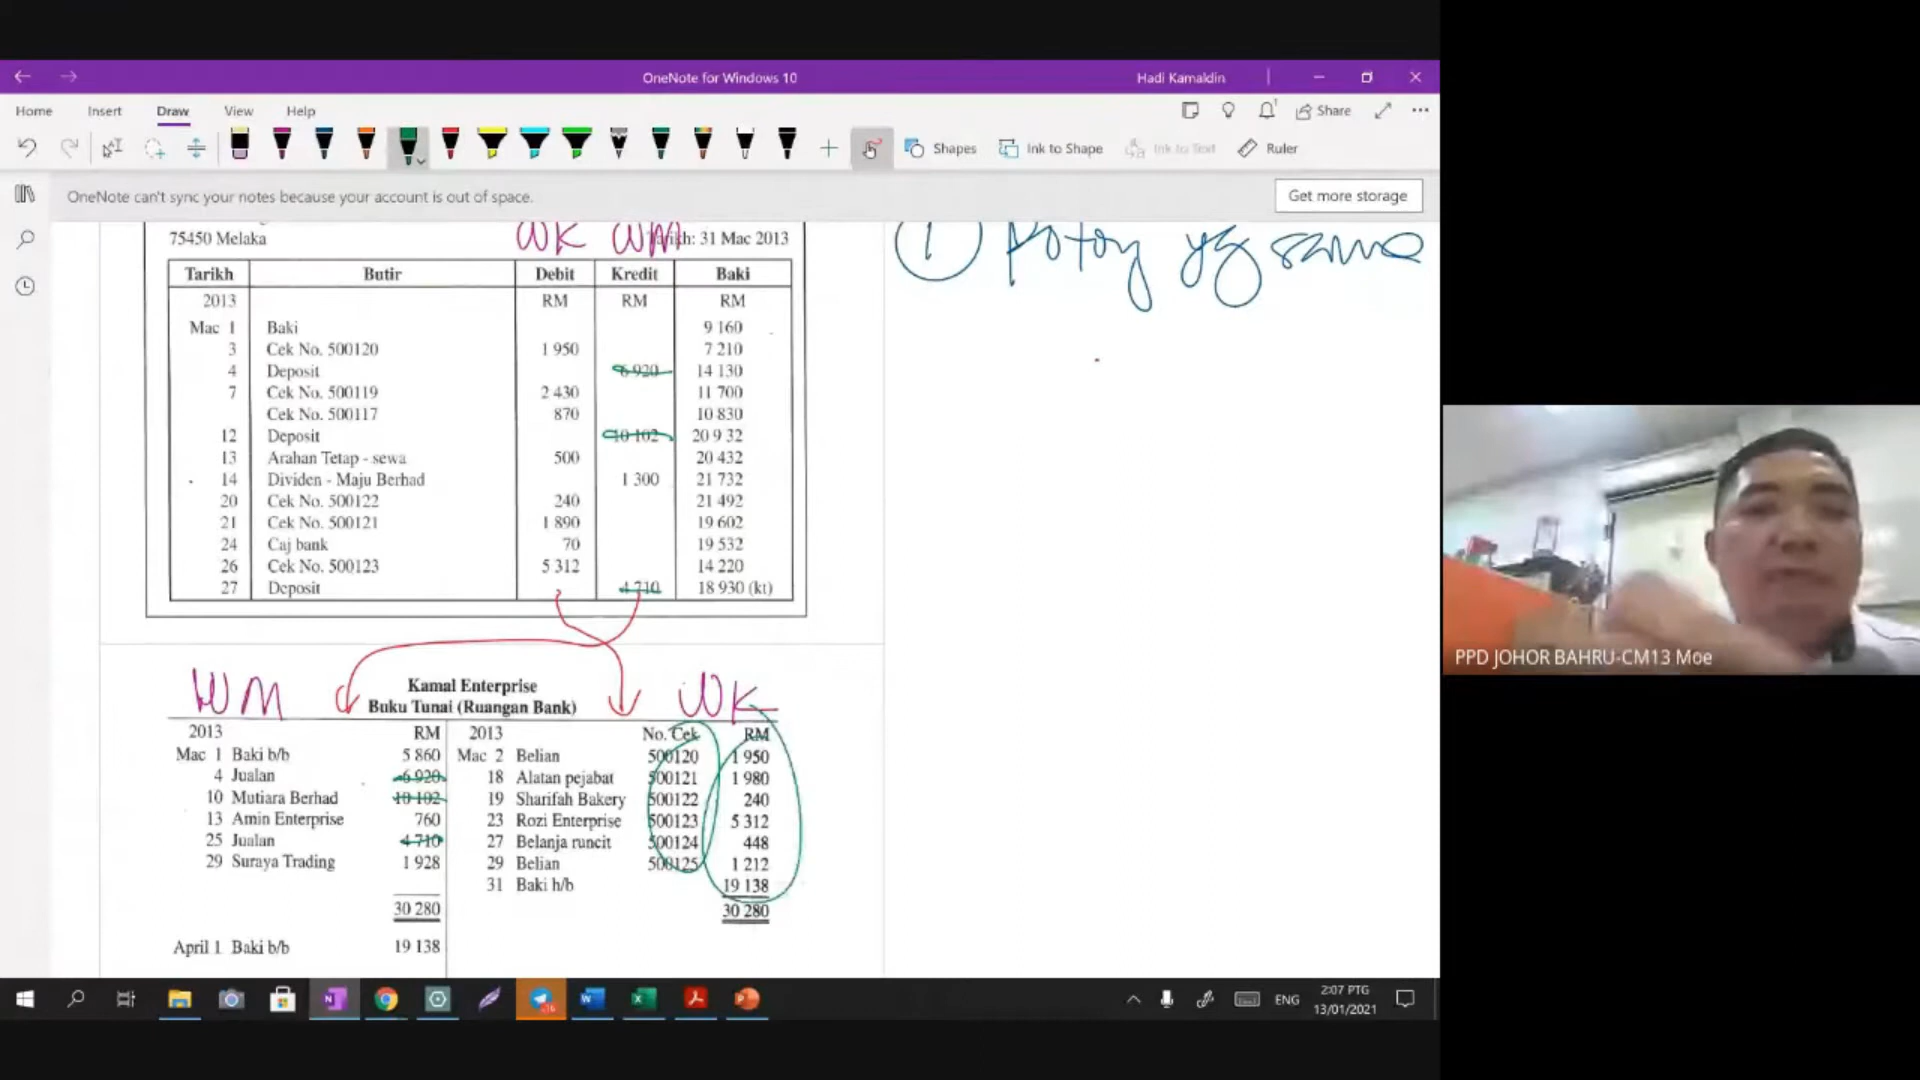 OneNote for Windows 10
Hadi Kamaldin
Home Insert Draw View Help
Share
Shapes Ink to Shape Ink to Text Ruler
OneNote can't sync your notes because your account is out of space.
Get more storage
WK WM
75450 Melaka
31 Mac 2013
1 Potong yg sama
Tarikh Butir Debit Kredit Baki
2013 RM RM RM
Mac 1 Baki 9 160
3 Cek No. 500120 1 950 7 210
4 Deposit 6 920 14 130
7 Cek No. 500119 2 430 11 700
Cek No. 500117 870 10 830
12 Deposit 10 102 20 9 32
13 Arahan Tetap - sewa 500 20 432
14 Dividen - Maju Berhad 1 300 21 732
20 Cek No. 500122 240 21 492
21 Cek No. 500121 1 890 19 602
24 Caj bank 70 19 532
26 Cek No. 500123 5 312 14 220
27 Deposit 4 710 18 930 (kt)
WM WK
Kamal Enterprise
Buku Tunai (Ruangan Bank)
2013 RM 2013 No. Cek RM
Mac 1 Baki b/b 5 860 Mac 2 Belian 500120 1 950
4 Jualan 6 920 18 Alatan pejabat 500121 1 980
10 Mutiara Berhad 10 102 19 Sharifah Bakery 500122 240
13 Amin Enterprise 760 23 Rozi Enterprise 500123 5 312
25 Jualan 4 710 27 Belanja runcit 500124 448
29 Suraya Trading 1 928 29 Belian 500125 1 212
31 Baki h/b 19 138
30 280 30 280
April 1 Baki b/b 19 138
PPD JOHOR BAHRU-CM13 Moe
ENG
2:07 PTG
13/01/2021